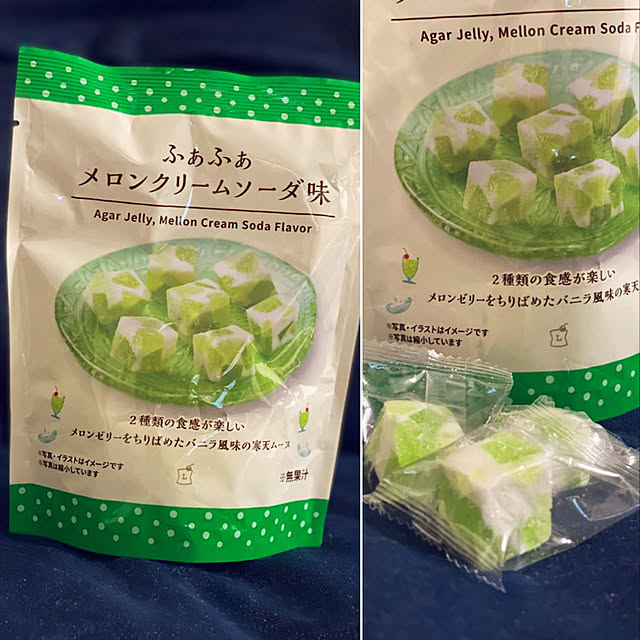 ふぁふぁ
メロンクリームソーダ味
Agar Jelly, Mellon Cream Soda Flavor
2種類の食感が楽しい
メロンゼリーをちりばめたバニラ風味の寒天ムース
※写真・イラストはイメージです
※写真は縮小しています
L
※無果汁
Agar Jelly, Mellon Cream Soda F
2種類の食感が楽しい
メロンゼリーをちりばめたバニラ風味の寒天
※写真・イラストはイメージです
※写真は縮小しています
L